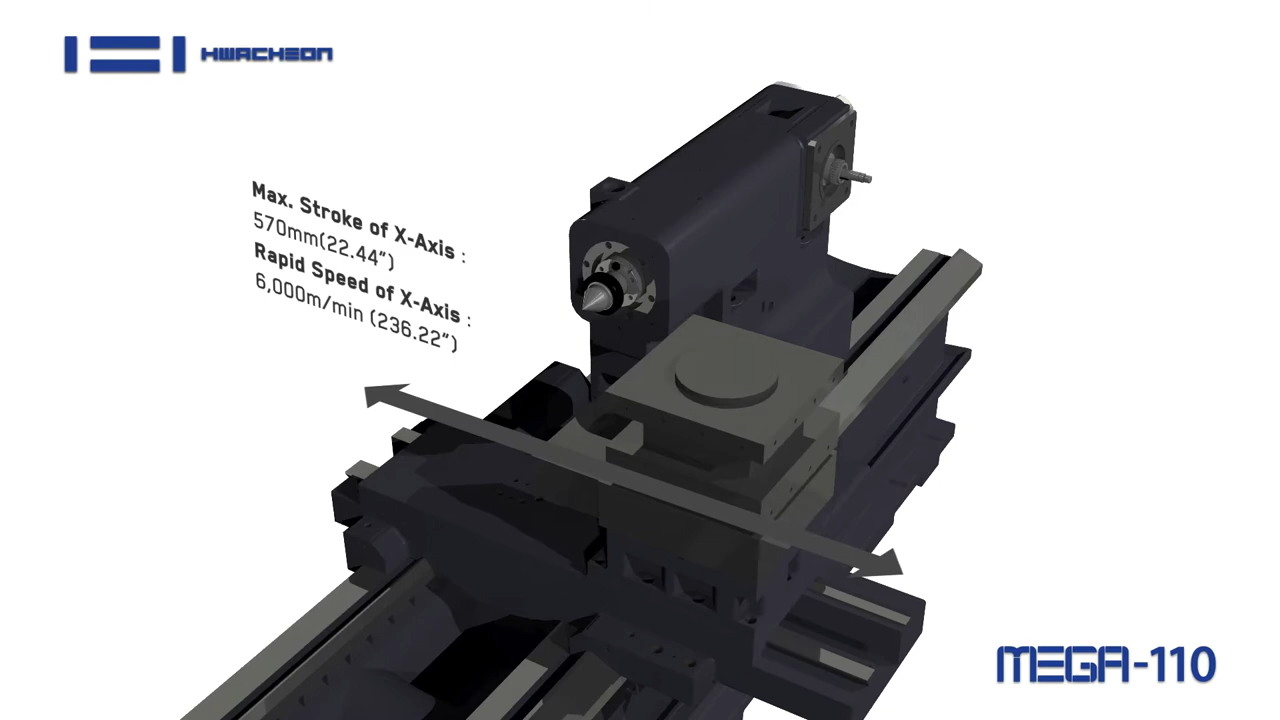 HWACHEON
Max. Stroke of X-Axis :
570mm(22.44”)
Rapid Speed of X-Axis :
6,000m/min (236.22”)
MEGA-110